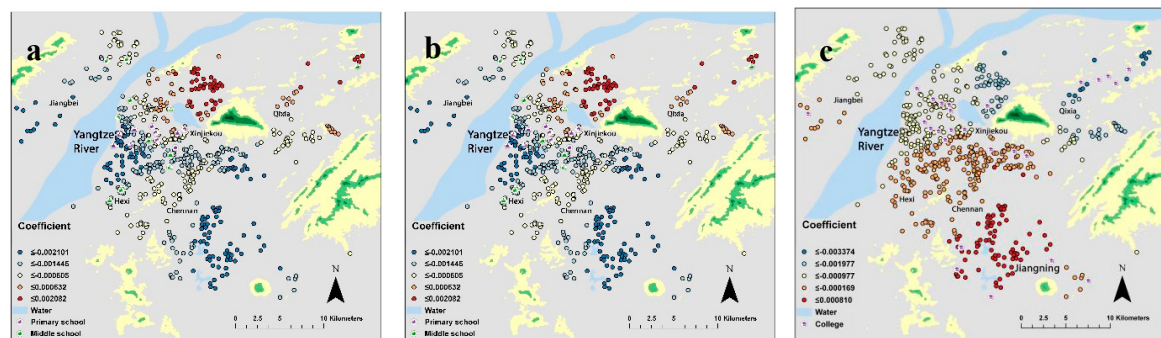 a
Jiangbei
Qixia
Xinjiekou
Yangtze
River
Hexi
Chennan
Coefficient
≤-0.002101
≤-0.001445
≤-0.000605
≤0.000532
≤0.002082
Water
Primary school
Middle school
N
0 2.5 5 10 Kilometers
b
Jiangbei
Qixia
Xinjiekou
Yangtze
River
Hexi
Chennan
Coefficient
≤-0.002101
≤-0.001445
≤-0.000605
≤0.000532
≤0.002082
Water
Primary school
Middle school
N
0 2.5 5 10 Kilometers
c
Jiangbei
Qixia
Xinjiekou
Yangtze
River
Hexi
Chennan
Jiangning
Coefficient
≤-0.003374
≤-0.001977
≤-0.000977
≤-0.000169
≤0.000810
Water
College
N
0 2.5 5 10 Kilometers